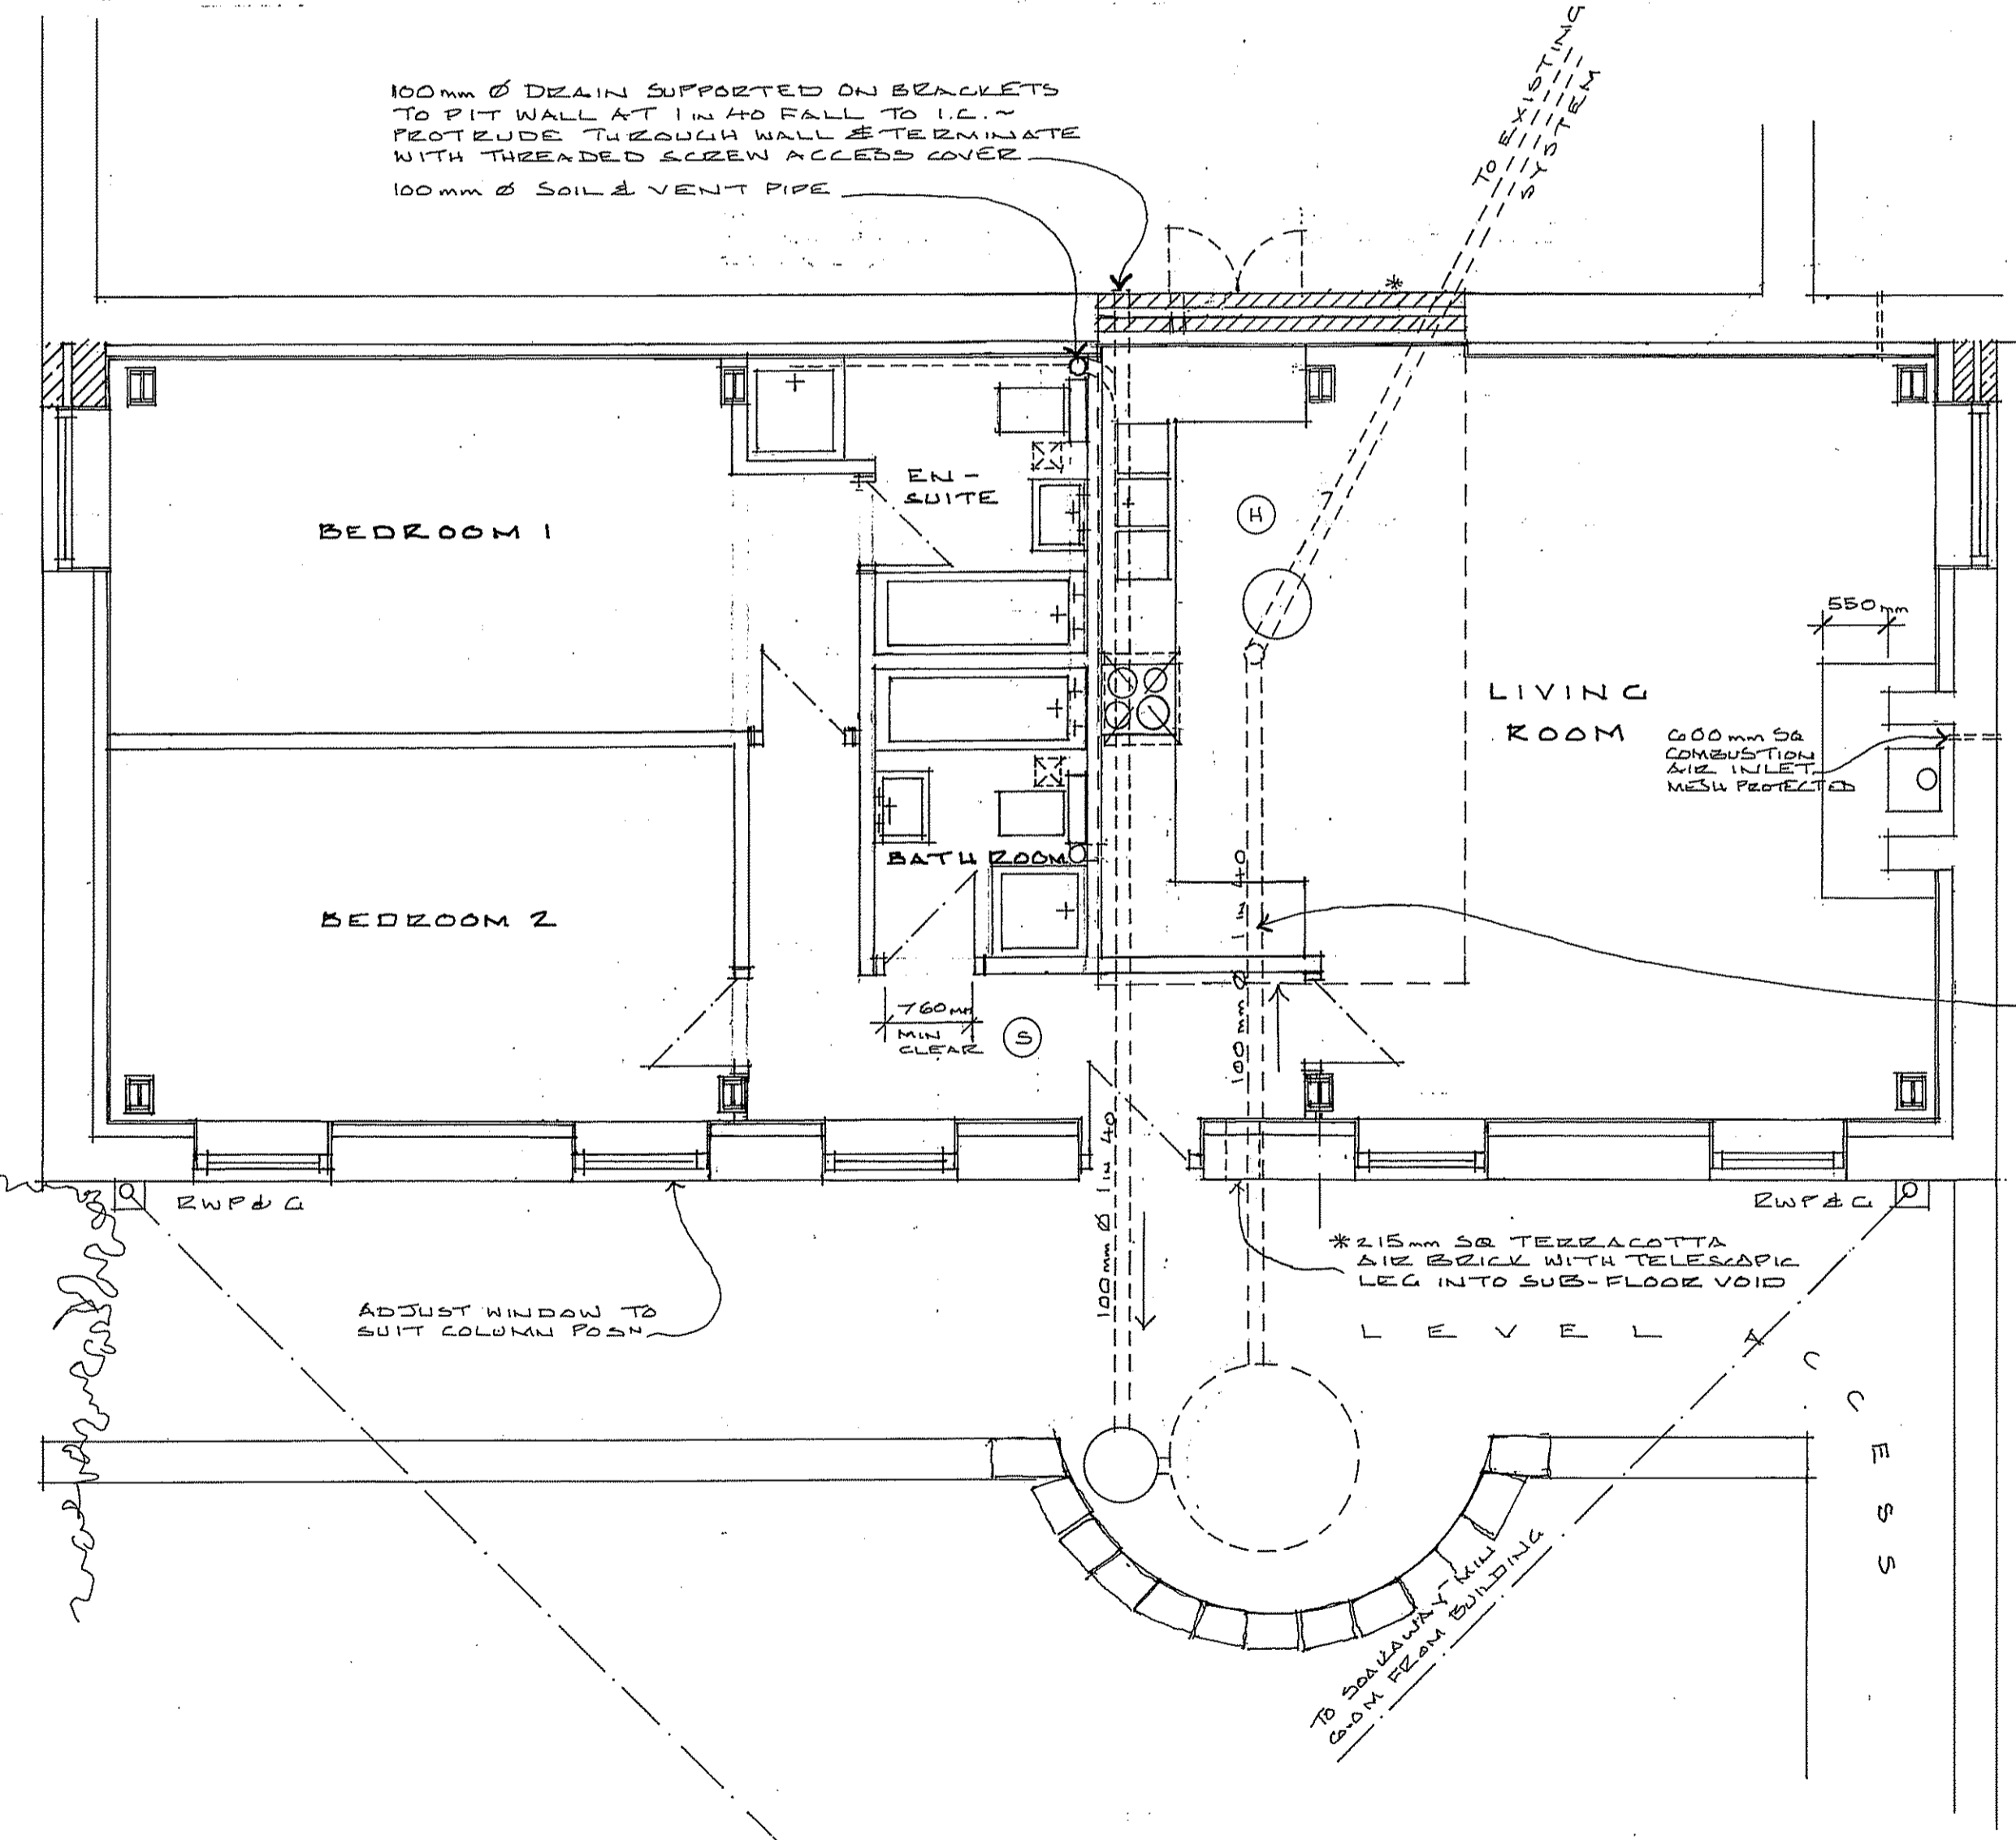 100mm Ø DRAIN SUPPORTED ON BRACKETS
TO PIT WALL AT 1 IN 40 FALL TO I.C. ~
PROTRUDE THROUGH WALL & TERMINATE
WITH THREADED SCREW ACCESS COVER
100mm Ø SOIL & VENT PIPE
TO EXISTING
SYSTEM
*
EN-
SUITE
BEDROOM 1
H
550mm
LIVING
ROOM
600mm SQ
COMBUSTION
AIR INLET
MESH PROTECTED
BATHROOM
BEDROOM 2
100mm Ø 1 IN 40
760mm
MIN
CLEAR
S
100mm Ø 1 IN 40
RWP & G
RWP & G
* 215mm SQ TERRACOTTA
AIR BRICK WITH TELESCOPIC
LEG INTO SUB-FLOOR VOID
ADJUST WINDOW TO
SUIT COLUMN POSN
LEVEL ACCESS
TO SOAKAWAY - MIN
FROM BUILDING